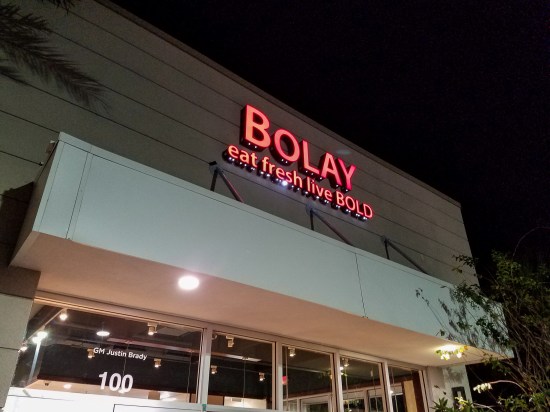 BOLAY
eat fresh live BOLD
GM Justin Brady
100